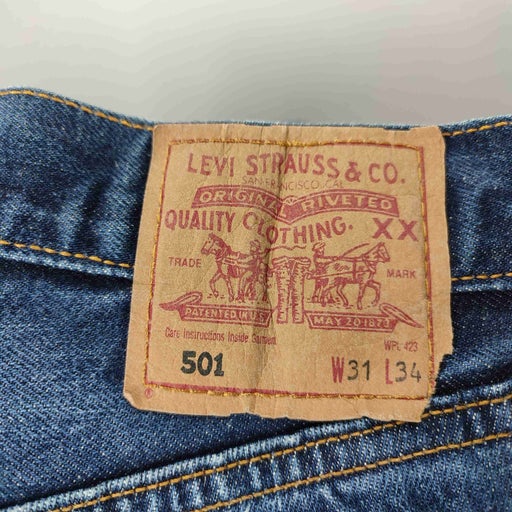 LEVI STRAUSS & CO.
SAN FRANCISCO CAL.
ORIGINAL RIVETED
QUALITY CLOTHING. XX
TRADE MARK
PATENTED IN U.S. MAY 20 1873
Care Instructions Inside Garment WPL 423
501 W31 L34